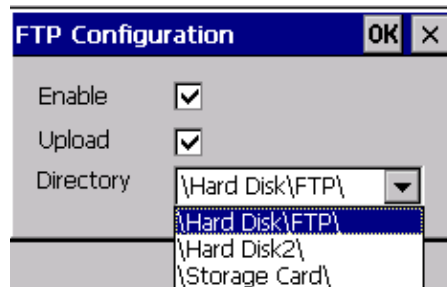 FTP Configuration OK ×
Enable
Upload
Directory \Hard Disk\FTP\
\Hard Disk\FTP\
\Hard Disk2\
\Storage Card\